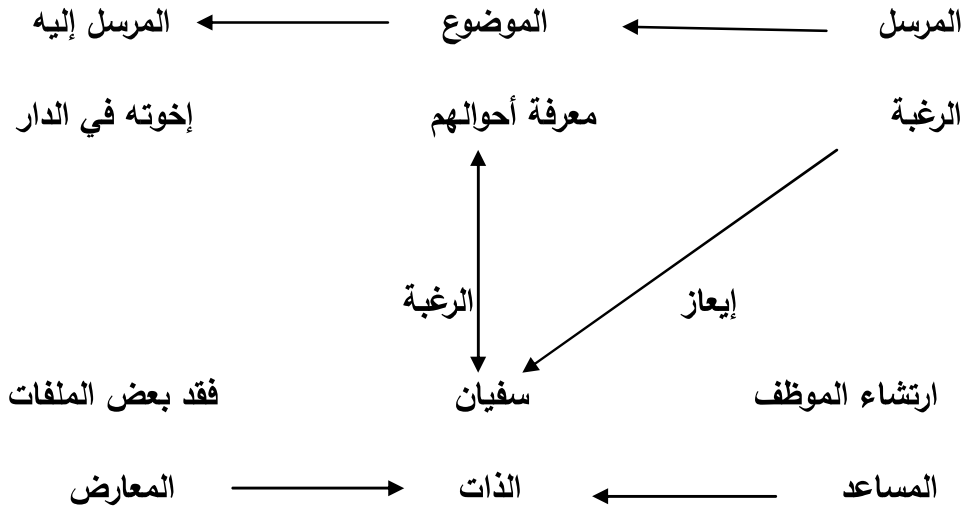 المرسل الموضوع المرسل إليه
الرغبة معرفة أحوالهم إخوته في الدار
إيعاز الرغبة
ارتشاء الموظف سفيان فقد بعض الملفات
المساعد الذات المعارض